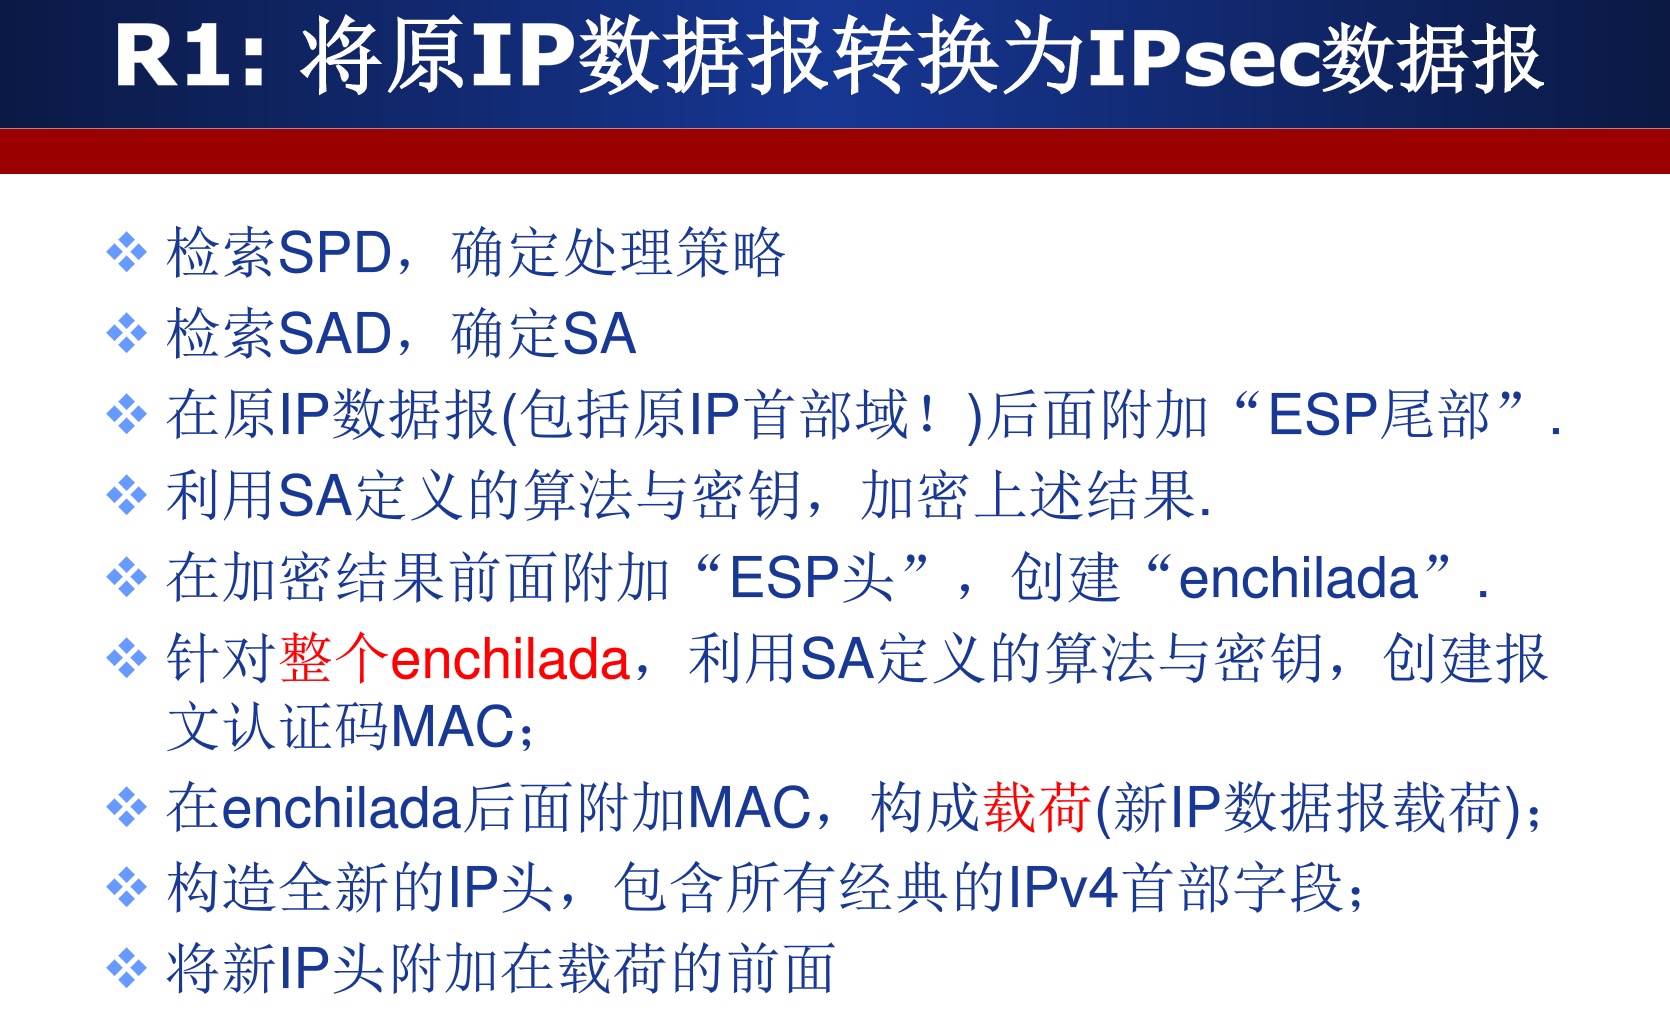 R1: 将原IP数据报转换为IPsec数据报
检索SPD，确定处理策略
检索SAD，确定SA
在原IP数据报(包括原IP首部域！)后面附加“ESP尾部”.
利用SA定义的算法与密钥，加密上述结果.
在加密结果前面附加“ESP头”，创建“enchilada”.
针对整个enchilada，利用SA定义的算法与密钥，创建报
文认证码MAC；
在enchilada后面附加MAC，构成载荷(新IP数据报载荷)；
构造全新的IP头，包含所有经典的IPv4首部字段；
将新IP头附加在载荷的前面